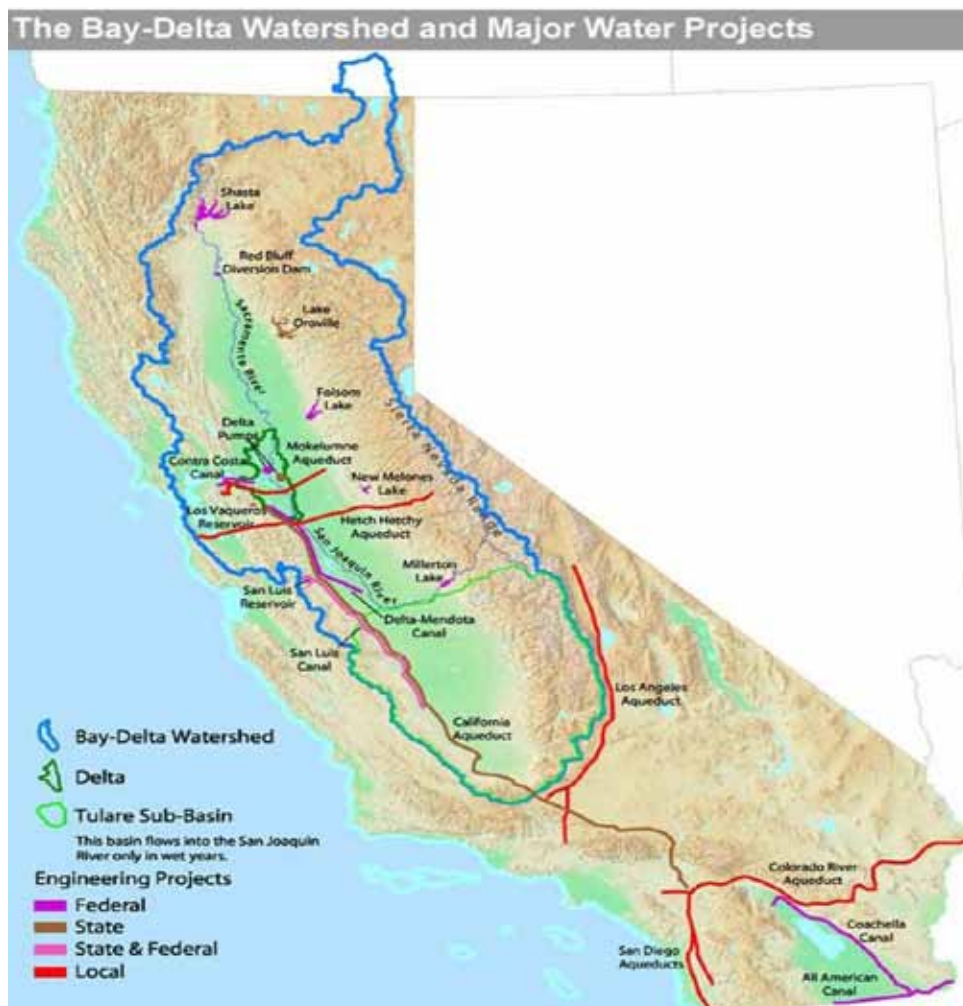 The Bay-Delta Watershed and Major Water Projects
Shasta
Lake
Red Bluff
Diversion Dam
Sacramento River
Lake
Oroville
Folsom
Lake
Sierra Nevada Range
Delta
Pumps
Mokelumne
Aqueduct
Contra Costa
Canal
New Melones
Lake
Los Vaqueros
Reservoir
Hetch Hetchy
Aqueduct
San Joaquin River
Millerton
Lake
San Luis
Reservoir
Delta-Mendota
Canal
San Luis
Canal
Los Angeles
Aqueduct
California
Aqueduct
Bay-Delta Watershed
Delta
Tulare Sub-Basin
This basin flows into the San Joaquin
River only in wet years.
Engineering Projects
Federal
State
State & Federal
Local
Colorado River
Aqueduct
Coachella
Canal
San Diego
Aqueducts
All American
Canal